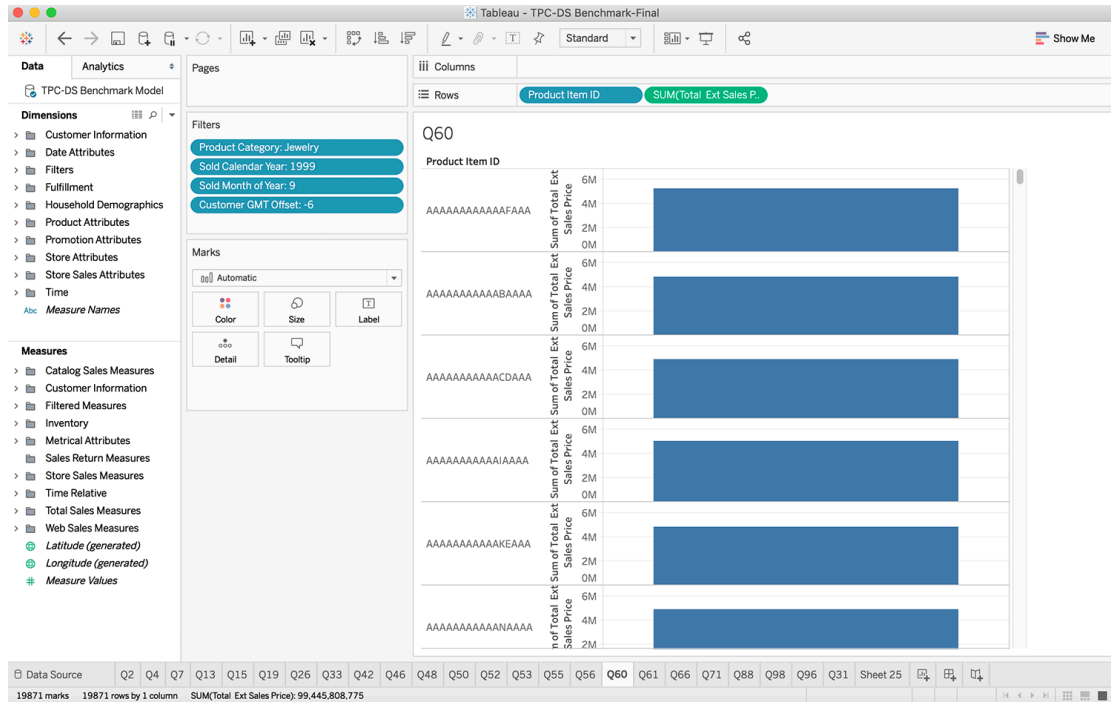 Tableau - TPC-DS Benchmark-Final
Standard
Show Me
Data
Analytics
TPC-DS Benchmark Model
Dimensions
Customer Information
Date Attributes
Filters
Fulfillment
Household Demographics
Product Attributes
Promotion Attributes
Store Attributes
Store Sales Attributes
Time
Abc Measure Names
Measures
Catalog Sales Measures
Customer Information
Filtered Measures
Inventory
Metrical Attributes
Sales Return Measures
Store Sales Measures
Time Relative
Total Sales Measures
Web Sales Measures
Latitude (generated)
Longitude (generated)
# Measure Values
Pages
Filters
Product Category: Jewelry
Sold Calendar Year: 1999
Sold Month of Year: 9
Customer GMT Offset: -6
Marks
Automatic
Color
Size
T
Label
Detail
Tooltip
Columns
Rows
Product Item ID
SUM(Total Ext Sales P..
Q60
Product Item ID
AAAAAAAAAAAAFAAA
Sum of Total Ext
Sales Price
6M
4M
2M
0M
AAAAAAAAAAABAAAA
Sum of Total Ext
Sales Price
6M
4M
2M
0M
AAAAAAAAAAACDAAA
Sum of Total Ext
Sales Price
6M
4M
2M
0M
AAAAAAAAAAAIAAAA
Sum of Total Ext
Sales Price
6M
4M
2M
0M
AAAAAAAAAAAKEAAA
Sum of Total Ext
Sales Price
6M
4M
2M
0M
AAAAAAAAAAANAAAA
m of Total Ext
Sales Price
6M
4M
2M
Data Source
Q2
Q4
Q7
Q13
Q15
Q19
Q26
Q33
Q42
Q46
Q48
Q50
Q52
Q53
Q55
Q56
Q60
Q61
Q66
Q71
Q88
Q98
Q96
Q31
Sheet 25
19871 marks
19871 rows by 1 column
SUM(Total Ext Sales Price): 99,445,808,775